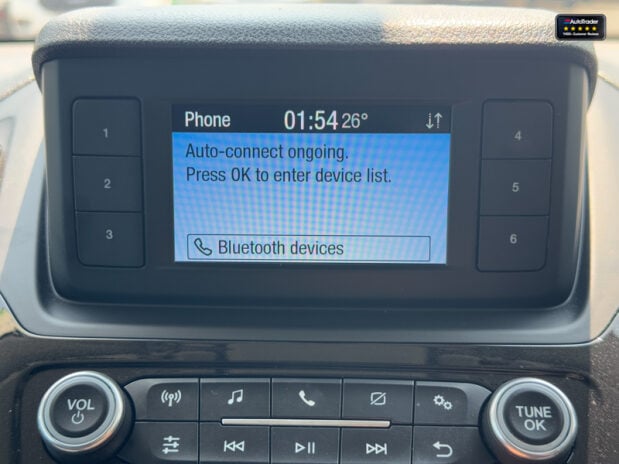 AutoTrader
Phone 01:54 26°
Auto-connect ongoing.
Press OK to enter device list.
Bluetooth devices
1
2
3
4
5
6
VOL
TUNE
OK